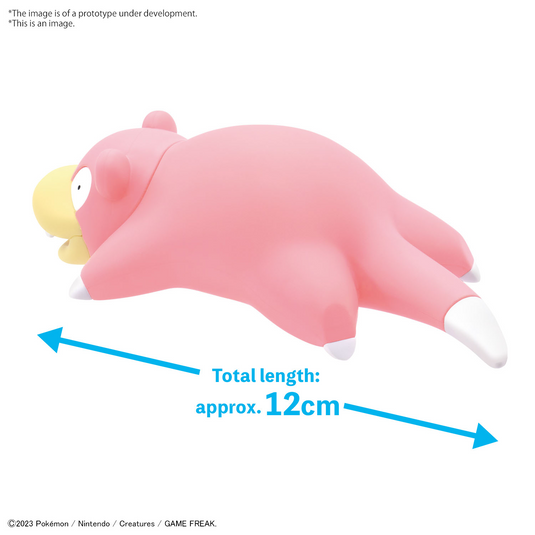 *The image is of a prototype under development.
*This is an image.
Total length:
approx. 12cm
©2023 Pokémon / Nintendo / Creatures / GAME FREAK.